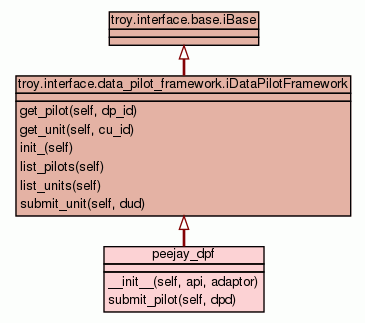 troy.interface.base.iBase
troy.interface.data_pilot_framework.iDataPilotFramework
get_pilot(self, dp_id)
get_unit(self, cu_id)
init_(self)
list_pilots(self)
list_units(self)
submit_unit(self, dud)
peejay_dpf
__init__(self, api, adaptor)
submit_pilot(self, dpd)